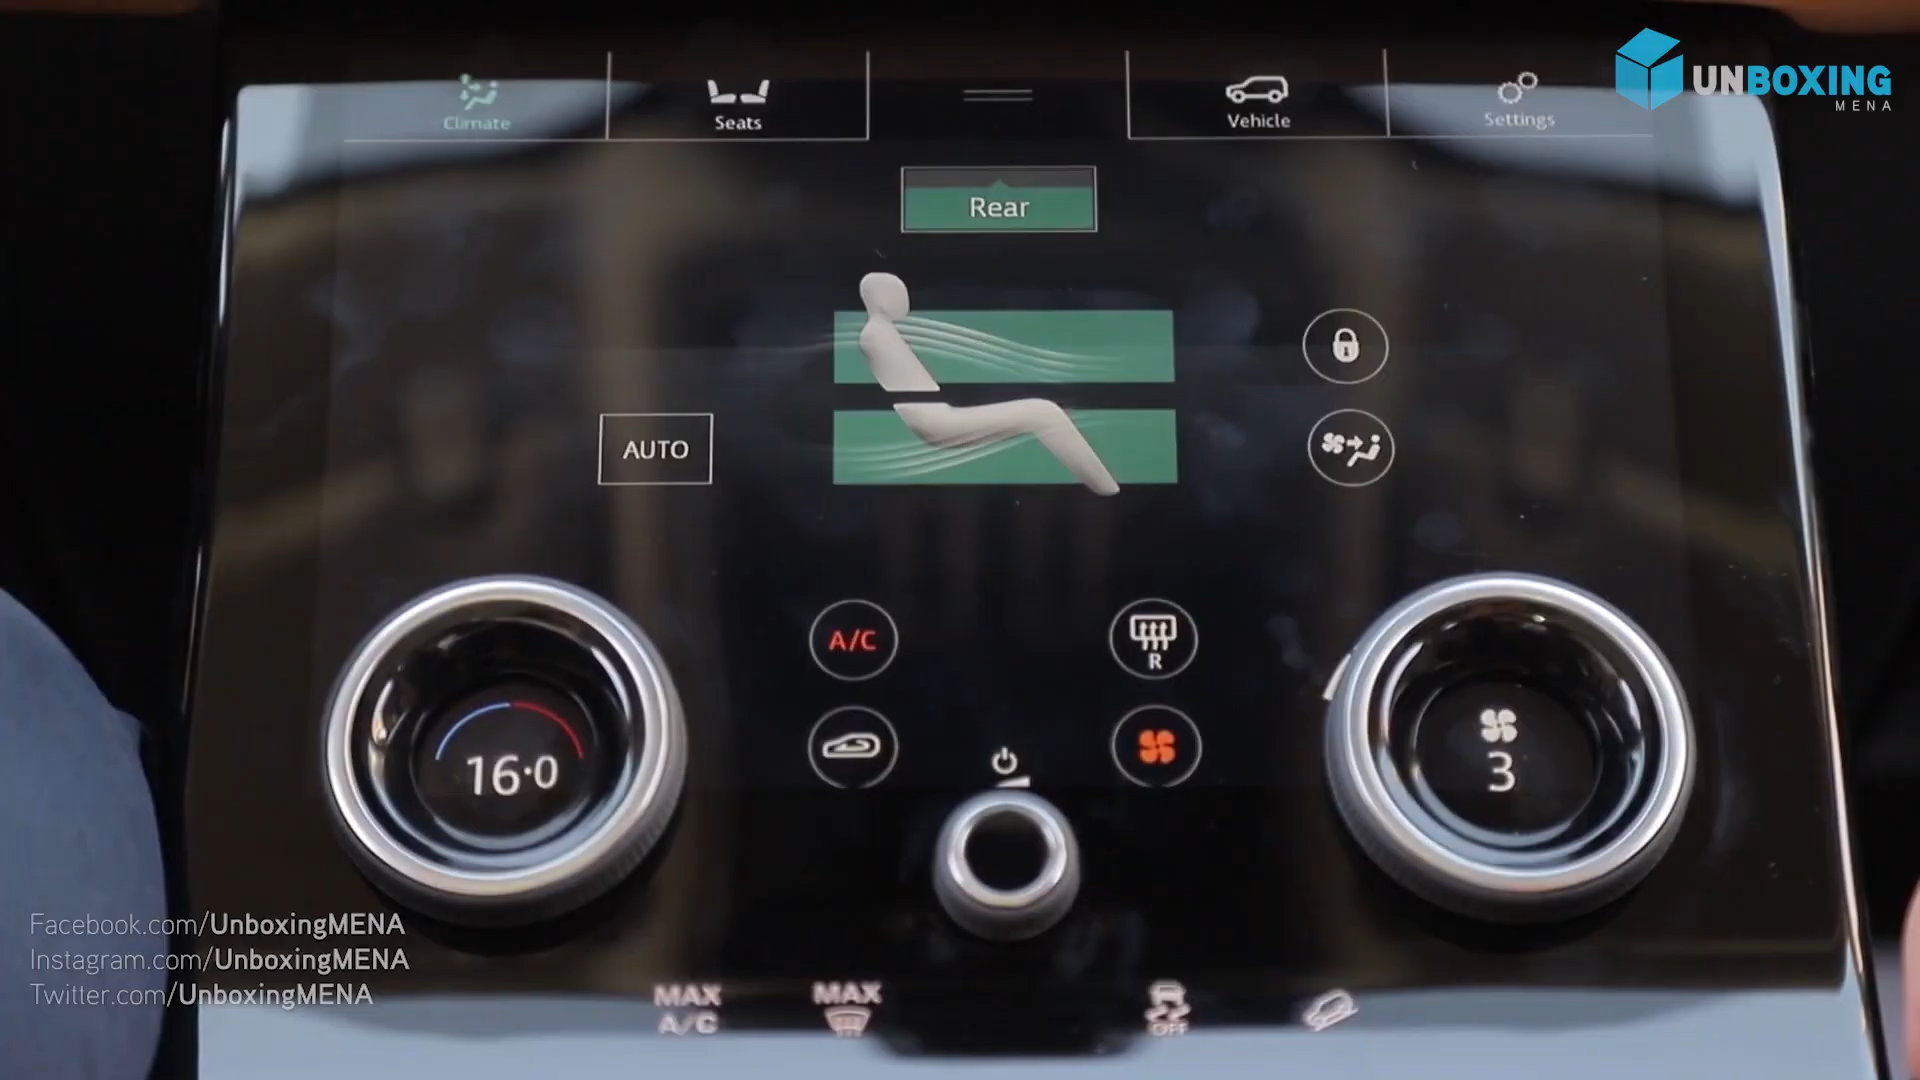 Climate
Seats
Vehicle
Settings
UNBOXING
MENA
Rear
AUTO
A/C
R
16.0
3
Facebook.com/UnboxingMENA
Instagram.com/UnboxingMENA
Twitter.com/UnboxingMENA
MAX
A/C
MAX
OFF